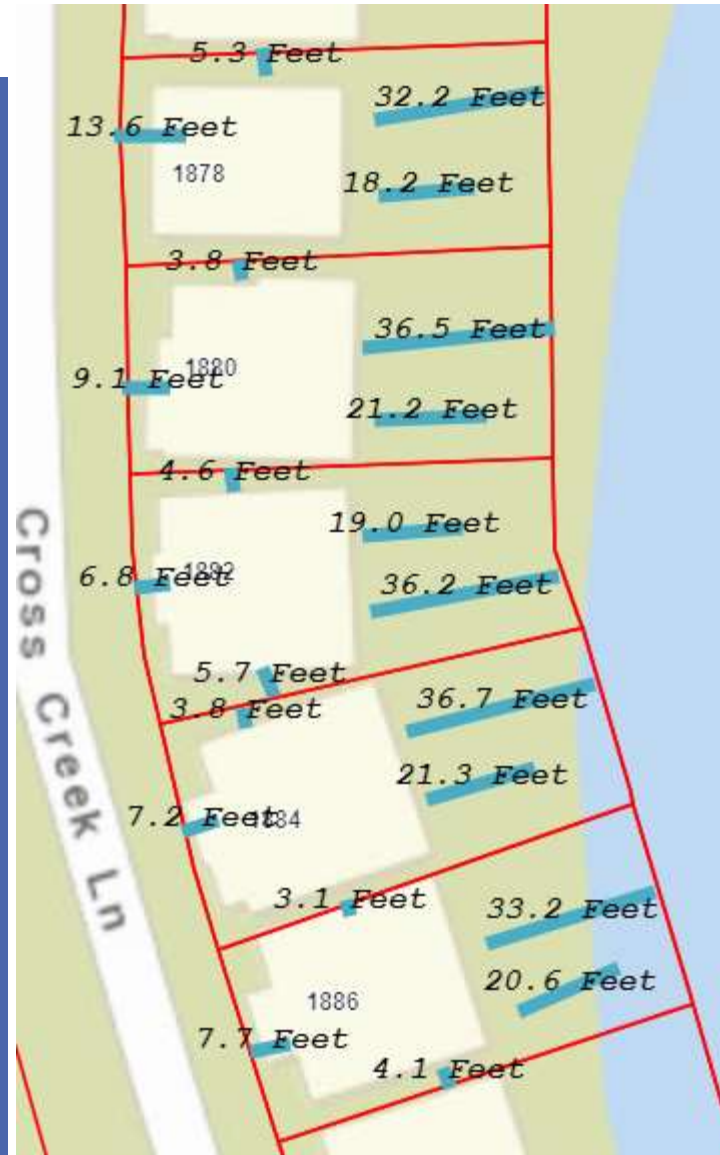 5.3 Feet
32.2 Feet
13.6 Feet
1878
18.2 Feet
3.8 Feet
36.5 Feet
1880
9.1 Feet
21.2 Feet
4.6 Feet
19.0 Feet
1882
6.8 Feet
36.2 Feet
5.7 Feet
36.7 Feet
3.8 Feet
21.3 Feet
7.2 Feet
1884
3.1 Feet
33.2 Feet
20.6 Feet
1886
7.7 Feet
4.1 Feet
Cross Creek Ln